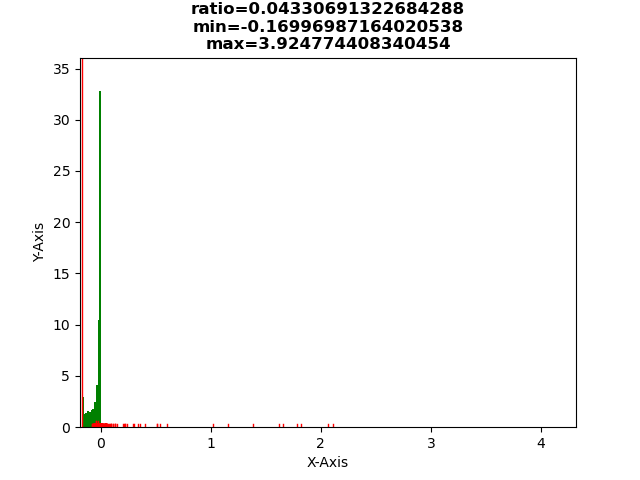 ratio=0.04330691322684288
min=-0.16996987164020538
max=3.924774408340454
35
30
25
20
15
10
5
0
Y-Axis
0 1 2 3 4
X-Axis